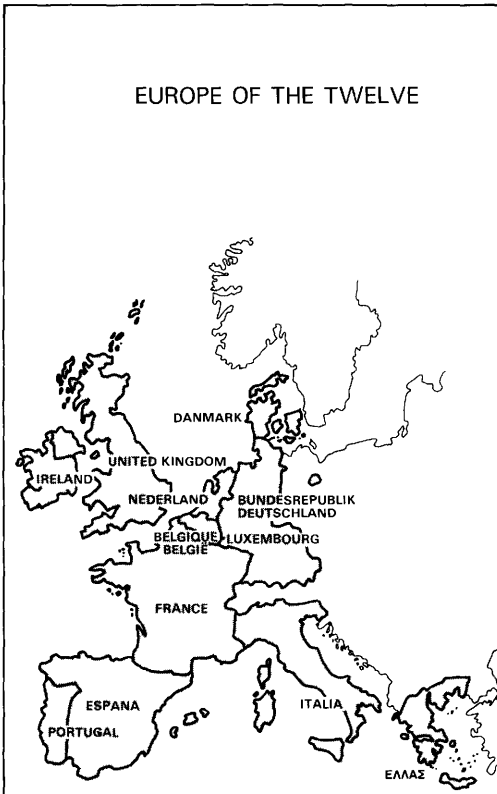 EUROPE OF THE TWELVE
DANMARK
UNITED KINGDOM
IRELAND
NEDERLAND
BUNDESREPUBLIK
DEUTSCHLAND
BELGIQUE
BELGIË
LUXEMBOURG
FRANCE
ESPANA
PORTUGAL
ITALIA
ΕΛΛΑΣ